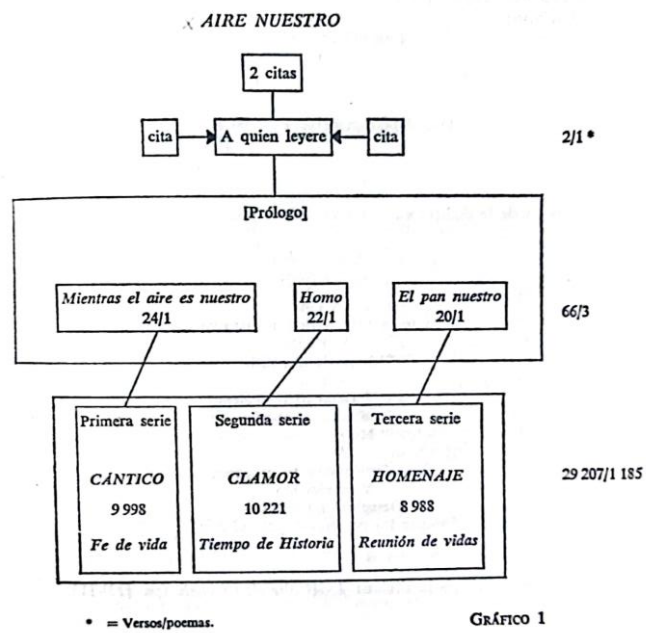 AIRE NUESTRO
2 citas
cita
A quien leyere
cita
2/1 *
[Prólogo]
Mientras el aire es nuestro
24/1
Homo
22/1
El pan nuestro
20/1
66/3
Primera serie
CÁNTICO
9 998
Fe de vida
Segunda serie
CLAMOR
10 221
Tiempo de Historia
Tercera serie
HOMENAJE
8 988
Reunión de vidas
29 207/1 185
* = Versos/poemas.
GRÁFICO 1